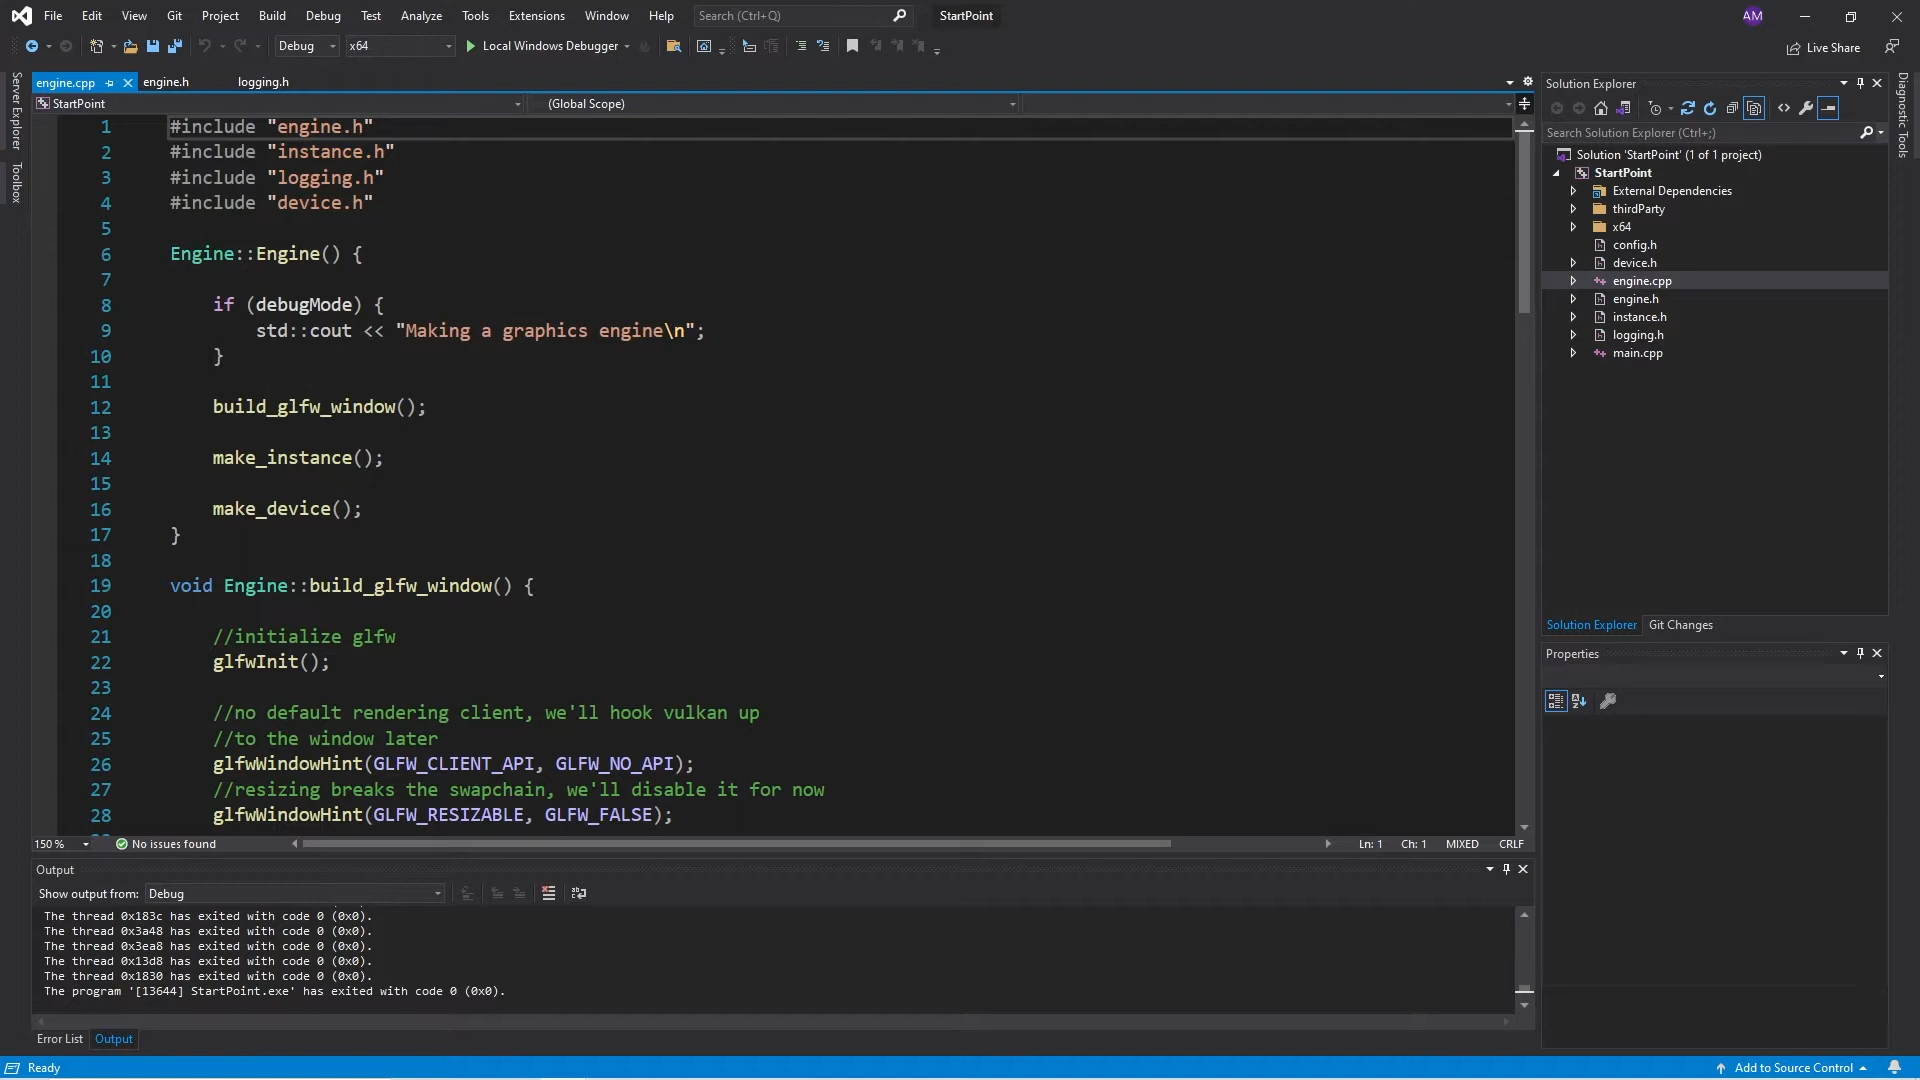 File Edit View Git Project Build Debug Test Analyze Tools Extensions Window Help Search (Ctrl+Q) StartPoint AM
Debug x64 Local Windows Debugger Live Share
Server Explorer
Toolbox
engine.cpp engine.h logging.h
StartPoint (Global Scope)
1 #include "engine.h"
2 #include "instance.h"
3 #include "logging.h"
4 #include "device.h"
5
6 Engine::Engine() {
7
8 if (debugMode) {
9 std::cout << "Making a graphics engine\n";
10 }
11
12 build_glfw_window();
13
14 make_instance();
15
16 make_device();
17 }
18
19 void Engine::build_glfw_window() {
20
21 //initialize glfw
22 glfwInit();
23
24 //no default rendering client, we'll hook vulkan up
25 //to the window later
26 glfwWindowHint(GLFW_CLIENT_API, GLFW_NO_API);
27 //resizing breaks the swapchain, we'll disable it for now
28 glfwWindowHint(GLFW_RESIZABLE, GLFW_FALSE);
150 % No issues found Ln: 1 Ch: 1 MIXED CRLF
Output
Show output from: Debug
The thread 0x183c has exited with code 0 (0x0).
The thread 0x3a48 has exited with code 0 (0x0).
The thread 0x3ea8 has exited with code 0 (0x0).
The thread 0x13d8 has exited with code 0 (0x0).
The thread 0x1830 has exited with code 0 (0x0).
The program '[13644] StartPoint.exe' has exited with code 0 (0x0).
Error List Output
Solution Explorer
Search Solution Explorer (Ctrl+;)
Solution 'StartPoint' (1 of 1 project)
StartPoint
External Dependencies
thirdParty
x64
config.h
device.h
engine.cpp
engine.h
instance.h
logging.h
main.cpp
Solution Explorer Git Changes
Properties
Diagnostic Tools
Ready Add to Source Control